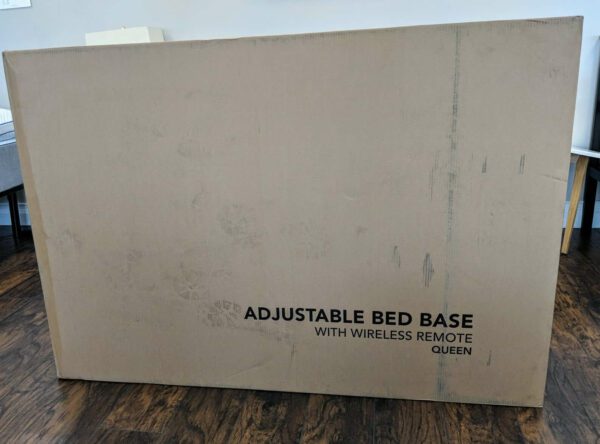 ADJUSTABLE BED BASE
WITH WIRELESS REMOTE
QUEEN